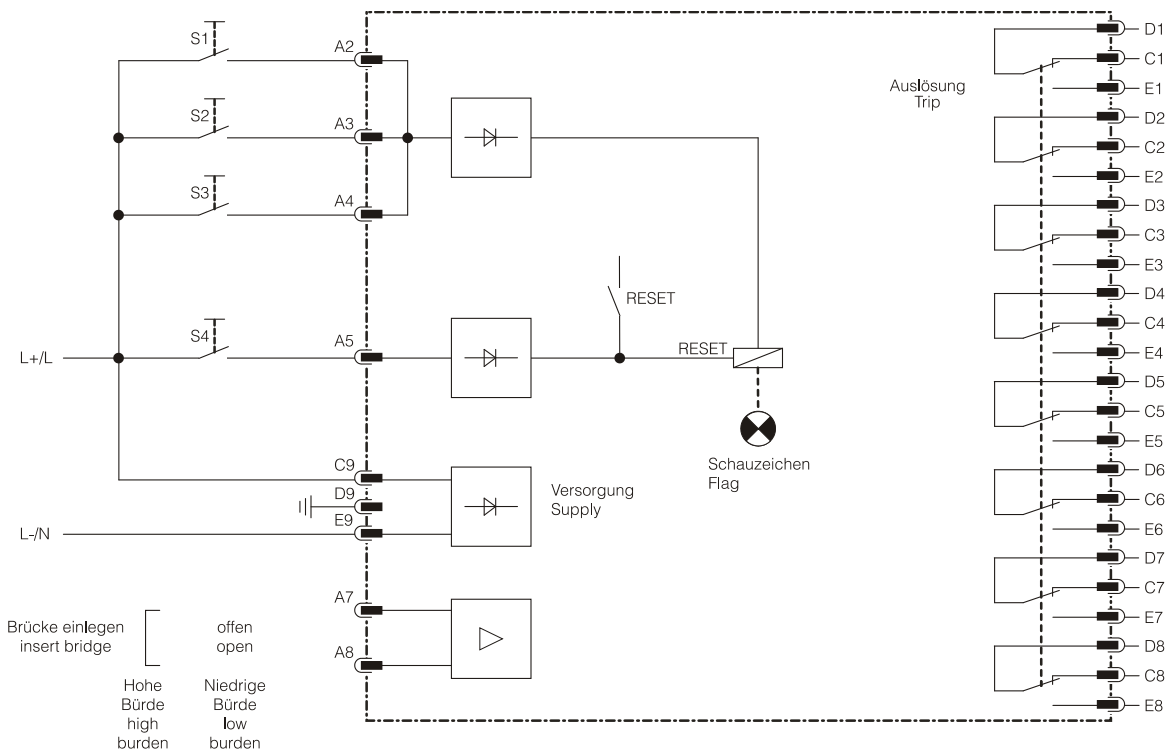 S1
A2
S2
A3
S3
A4
RESET
S4
A5
RESET
L+/L
Schauzeichen
Flag
C9
D9
E9
Versorgung
Supply
L-/N
A7
A8
Brücke einlegen
insert bridge
offen
open
Hohe
Bürde
high
burden
Niedrige
Bürde
low
burden
Auslösung
Trip
D1
C1
E1
D2
C2
E2
D3
C3
E3
D4
C4
E4
D5
C5
E5
D6
C6
E6
D7
C7
E7
D8
C8
E8